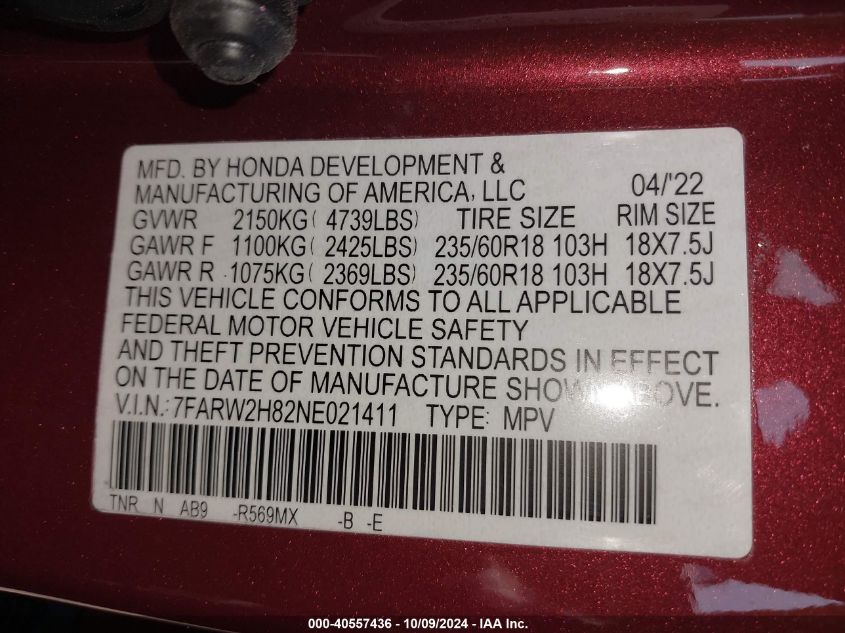 MFD. BY HONDA DEVELOPMENT &
MANUFACTURING OF AMERICA, LLC 04/'22
GVWR 2150KG( 4739LBS) TIRE SIZE RIM SIZE
GAWR F 1100KG( 2425LBS) 235/60R18 103H 18X7.5J
GAWR R 1075KG( 2369LBS) 235/60R18 103H 18X7.5J
THIS VEHICLE CONFORMS TO ALL APPLICABLE
FEDERAL MOTOR VEHICLE SAFETY
AND THEFT PREVENTION STANDARDS IN EFFECT
ON THE DATE OF MANUFACTURE SHOWN ABOVE.
V.I.N.: 7FARW2H82NE021411 TYPE: MPV
TNR N AB9 -R569MX -B -E
000-40557436 - 10/09/2024 - IAA Inc.